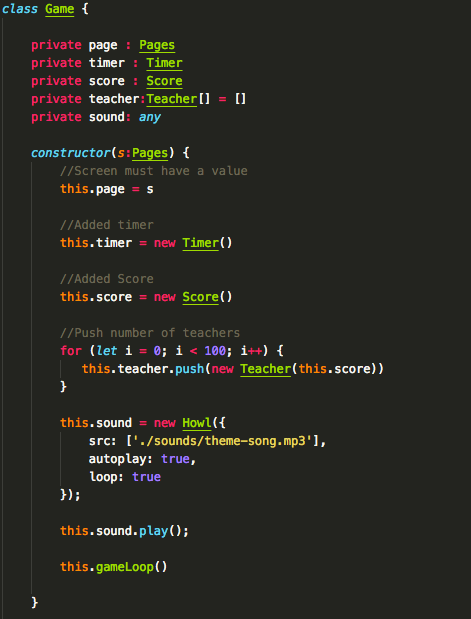 class Game {
private page : Pages
private timer : Timer
private score : Score
private teacher:Teacher[] = []
private sound: any
constructor(s:Pages) {
//Screen must have a value
this.page = s
//Added timer
this.timer = new Timer()
//Added Score
this.score = new Score()
//Push number of teachers
for (let i = 0; i < 100; i++) {
this.teacher.push(new Teacher(this.score))
}
this.sound = new Howl({
src: ['./sounds/theme-song.mp3'],
autoplay: true,
loop: true
});
this.sound.play();
this.gameLoop()
}